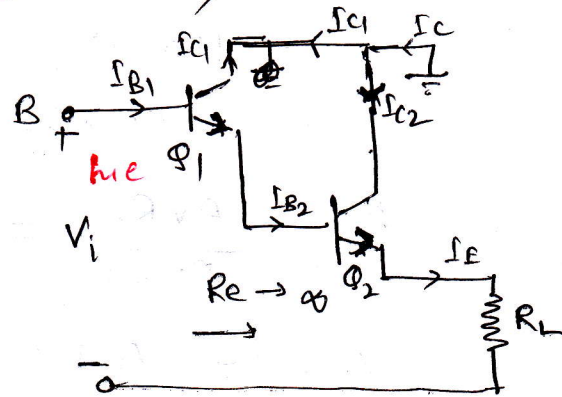 IC1 IC1 IC
IB1
B
+
IC2
hie Q1
IB2
Vi
Q2 IE
Re → ∞
RL
−